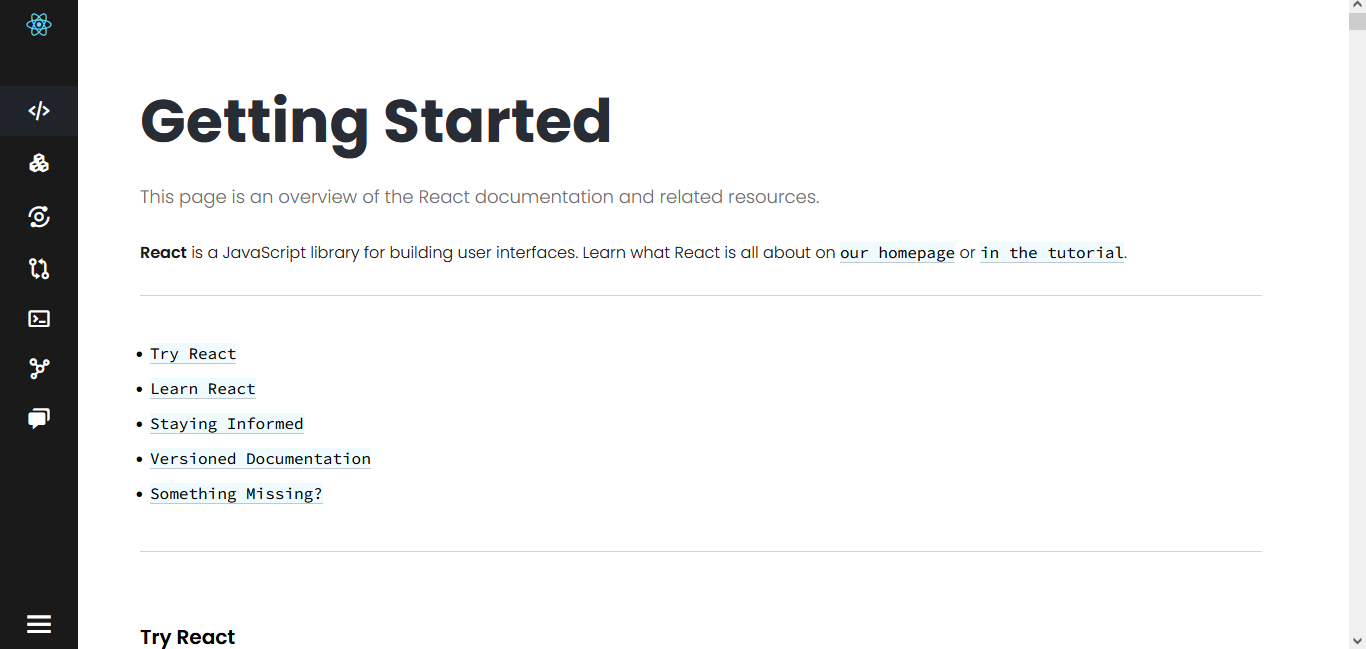 Getting Started
This page is an overview of the React documentation and related resources.
React is a JavaScript library for building user interfaces. Learn what React is all about on our homepage or in the tutorial.
Try React
Learn React
Staying Informed
Versioned Documentation
Something Missing?
Try React